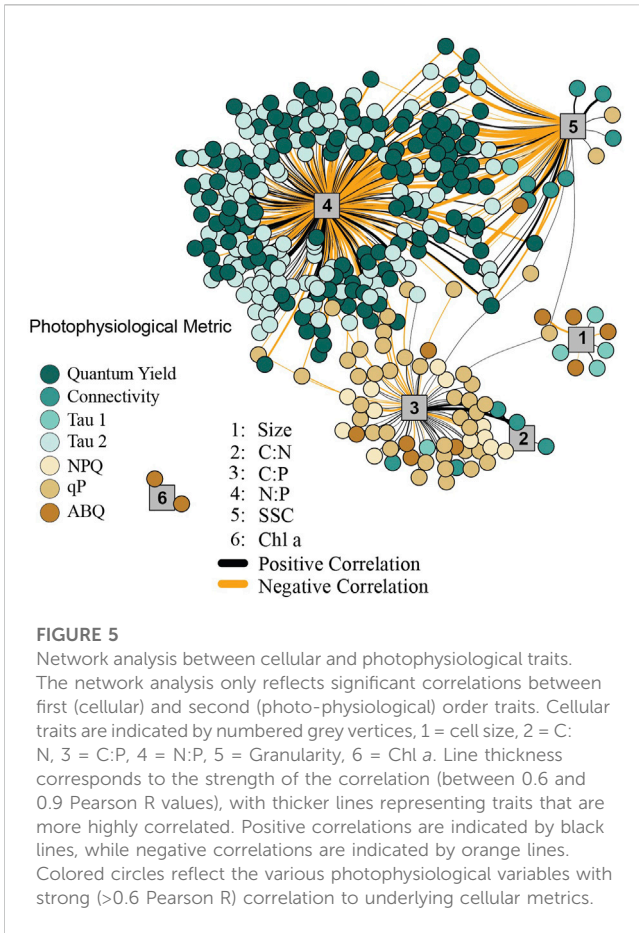 4
5
1
3
2
6
Photophysiological Metric
Quantum Yield
Connectivity
Tau 1
Tau 2
NPQ
qP
ABQ
1: Size
2: C:N
3: C:P
4: N:P
5: SSC
6: Chl a
Positive Correlation
Negative Correlation
FIGURE 5
Network analysis between cellular and photophysiological traits.
The network analysis only reflects significant correlations between
first (cellular) and second (photo-physiological) order traits. Cellular
traits are indicated by numbered grey vertices, 1 = cell size, 2 = C:
N, 3 = C:P, 4 = N:P, 5 = Granularity, 6 = Chl a. Line thickness
corresponds to the strength of the correlation (between 0.6 and
0.9 Pearson R values), with thicker lines representing traits that are
more highly correlated. Positive correlations are indicated by black
lines, while negative correlations are indicated by orange lines.
Colored circles reflect the various photophysiological variables with
strong (>0.6 Pearson R) correlation to underlying cellular metrics.